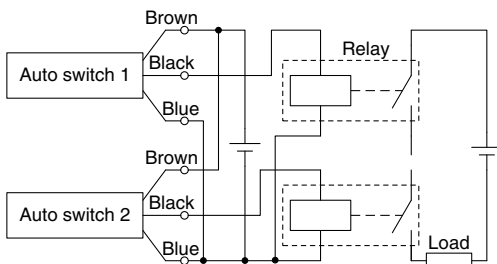 Brown
Relay
Auto switch 1
Black
Blue
Brown
Auto switch 2
Black
Blue
Load